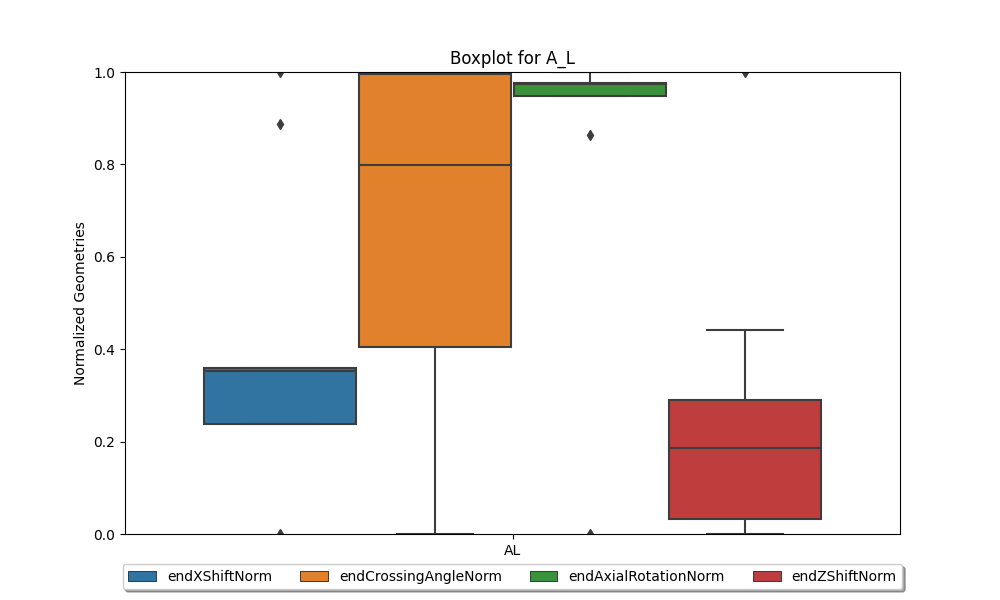 Boxplot for A_L
1.0
0.8
0.6
0.4
0.2
0.0
Normalized Geometries
AL
endXShiftNorm endCrossingAngleNorm endAxialRotationNorm endZShiftNorm